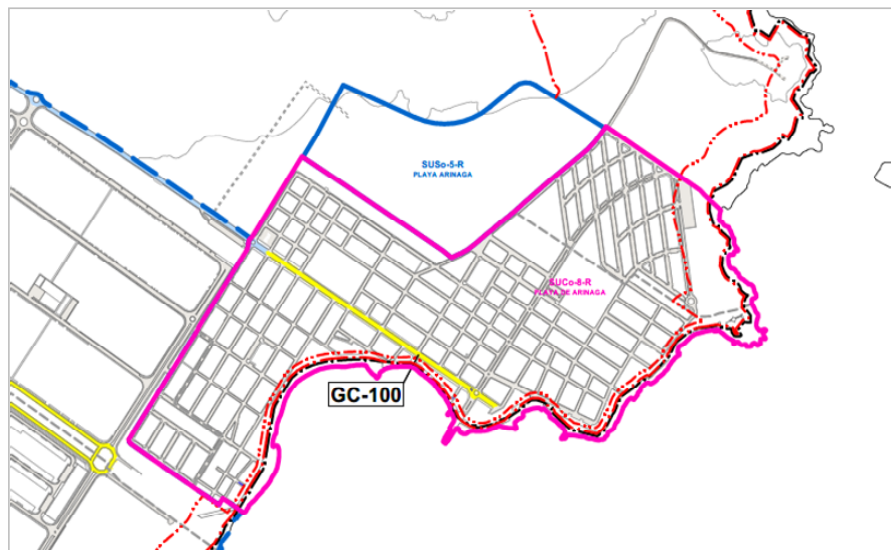 SUSo-5-R
PLAYA ARINAGA
SUCo-8-R
PLAYA DE ARINAGA
GC-100